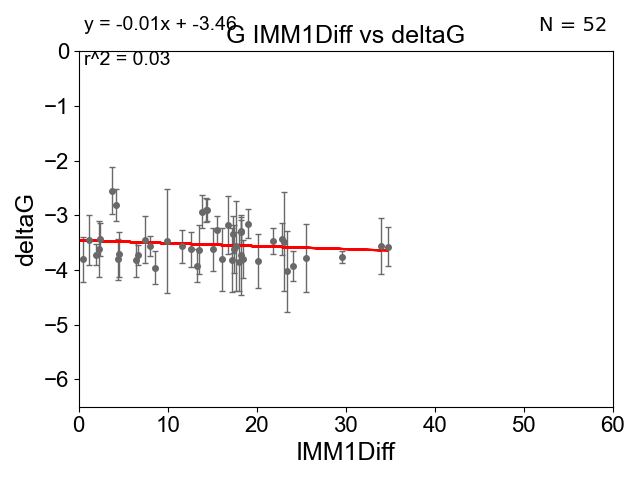 y = -0.01x + -3.46
N = 52
G IMM1Diff vs deltaG
r^2 = 0.03
deltaG
0
−1
−2
−3
−4
−5
−6
0 10 20 30 40 50 60
IMM1Diff